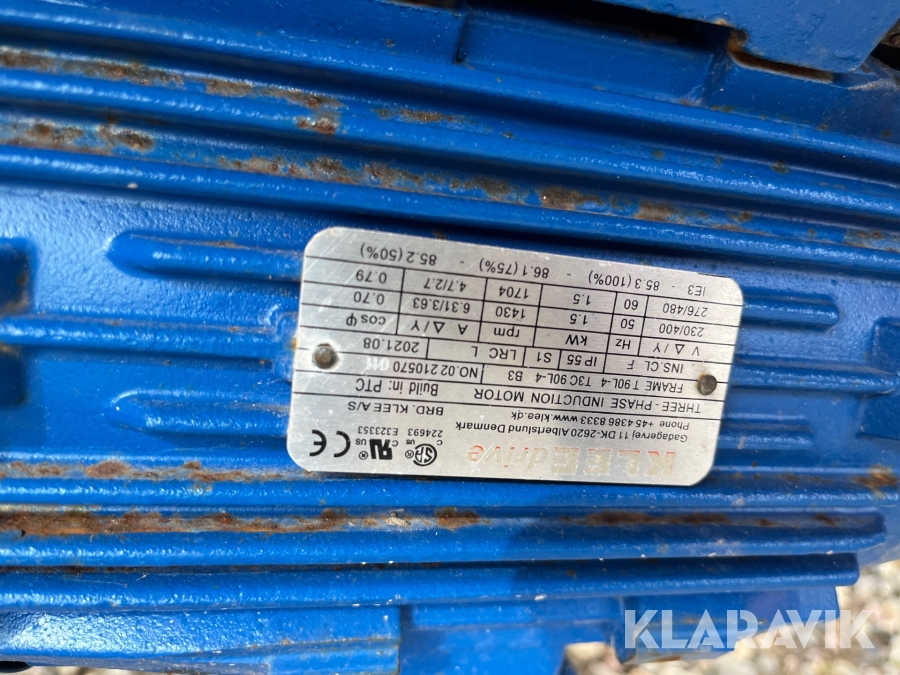 KLEEdrive
Gadagervej 11 DK-2620 Albertslund Denmark
Phone +45 4386 8333 www.klee.dk
BRD. KLEE A/S
224693 E323353
THREE - PHASE INDUCTION MOTOR Build in: PTC
FRAME T 90L-4 T3C 90L-4 B3 NO.02 210570
INS. CL F IP 55 S1 LRC L 2021.08
V Δ / Y Hz kW rpm A Δ / Y cos φ
230/400 50 1.5 1430 6.31/3.63 0.70
276/480 60 1.5 1704 4.7/2.7 0.79
IE3 - 85.3 (100%) - 86.1 (75%) - 85.2 (50%)
KLARAVIK